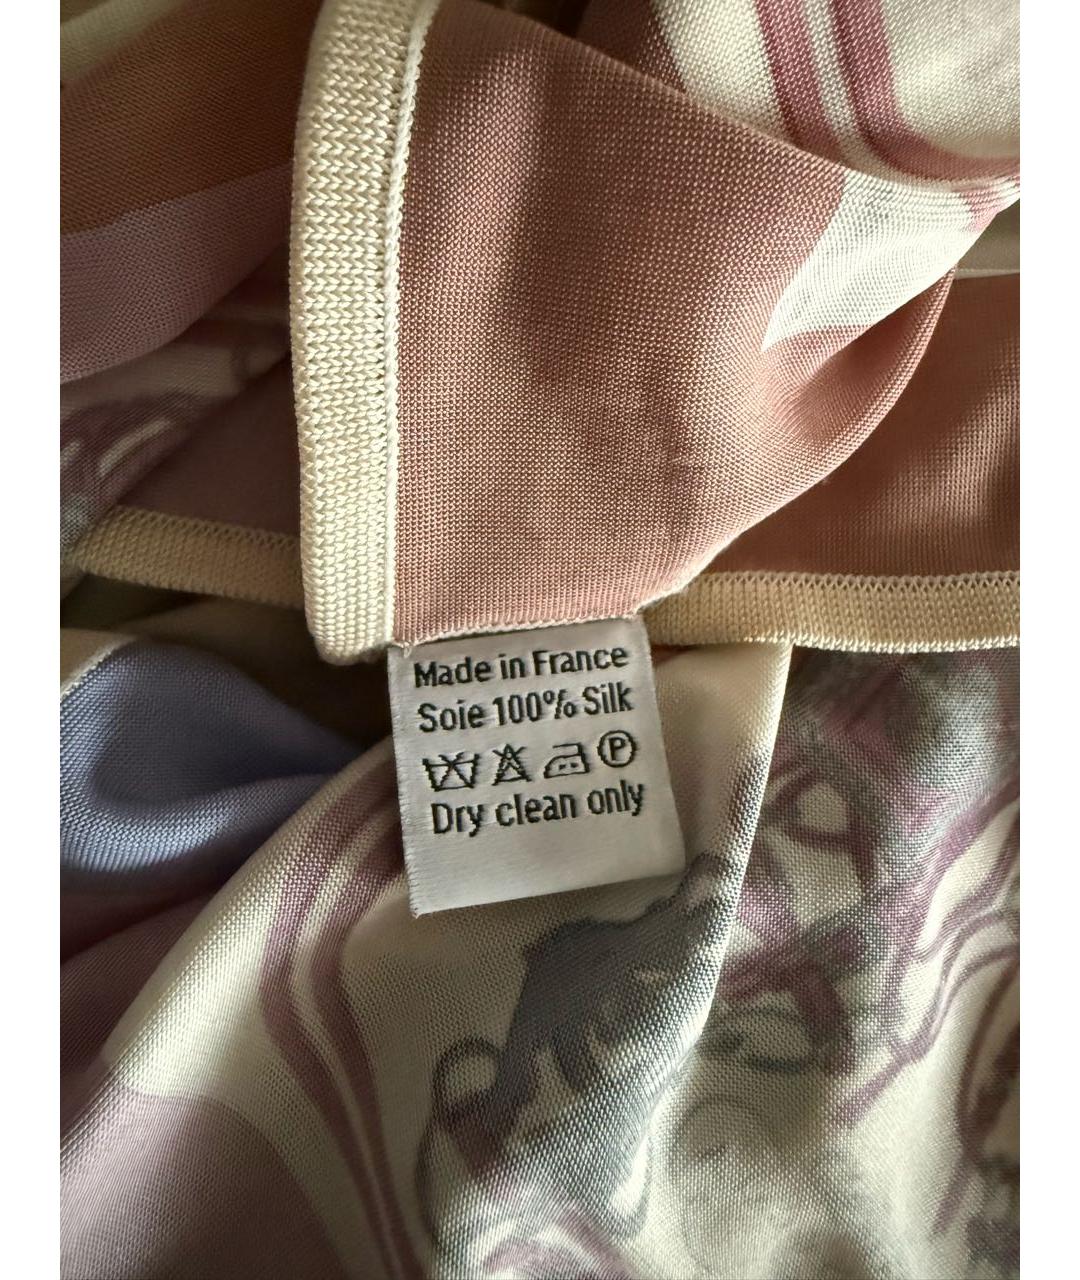 Made in France
Soie 100% Silk
P
Dry clean only